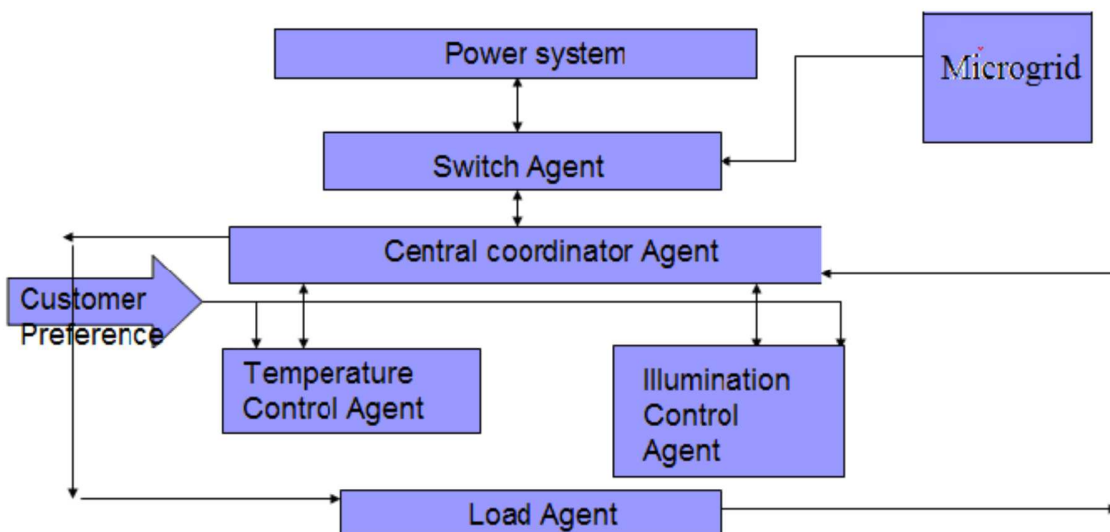 Power system
Microgrid
Switch Agent
Central coordinator Agent
Customer
Preference
Temperature
Control Agent
Illumination
Control
Agent
Load Agent